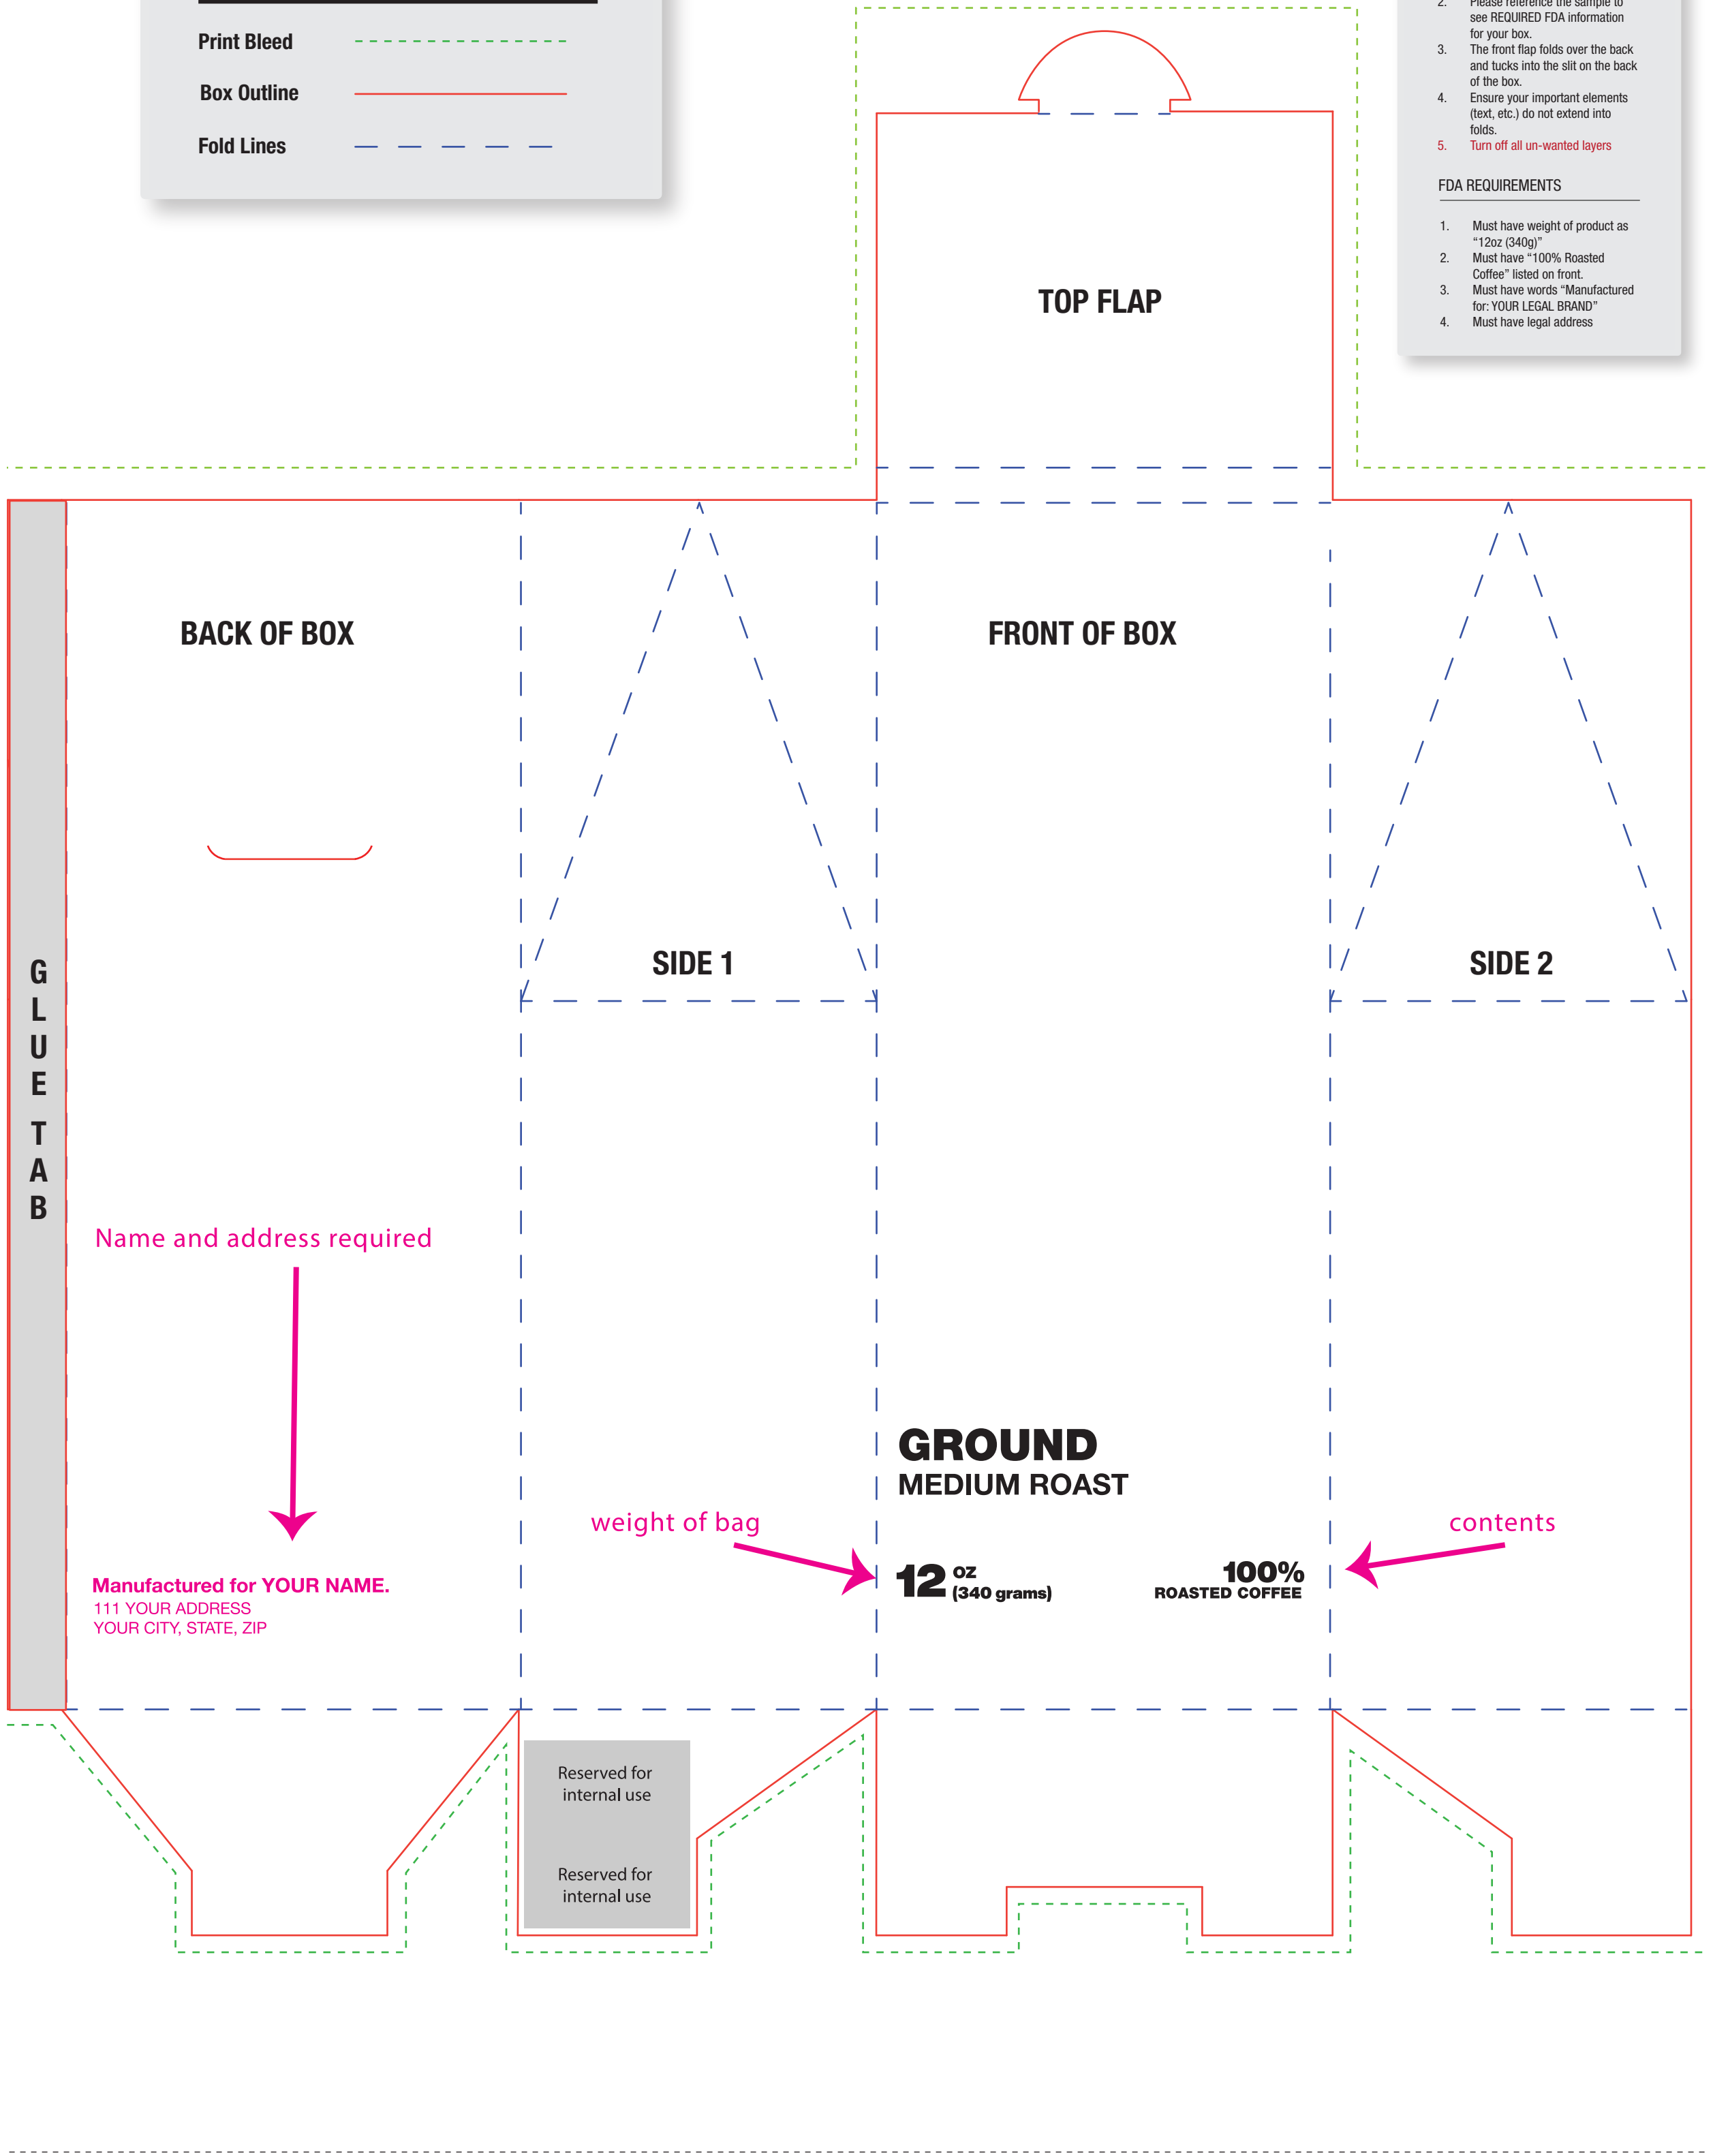 Print Bleed
Box Outline
Fold Lines
2. Please reference the sample to
see REQUIRED FDA information
for your box.
3. The front flap folds over the back
and tucks into the slit on the back
of the box.
4. Ensure your important elements
(text, etc.) do not extend into
folds.
5. Turn off all un-wanted layers
FDA REQUIREMENTS
1. Must have weight of product as
“12oz (340g)”
2. Must have “100% Roasted
Coffee” listed on front.
3. Must have words “Manufactured
for: YOUR LEGAL BRAND”
4. Must have legal address
TOP FLAP
BACK OF BOX
FRONT OF BOX
SIDE 1
SIDE 2
GLUE TAB
Name and address required
Manufactured for YOUR NAME.
111 YOUR ADDRESS
YOUR CITY, STATE, ZIP
GROUND
MEDIUM ROAST
weight of bag
contents
12 oz
(340 grams)
100%
ROASTED COFFEE
Reserved for
internal use
Reserved for
internal use